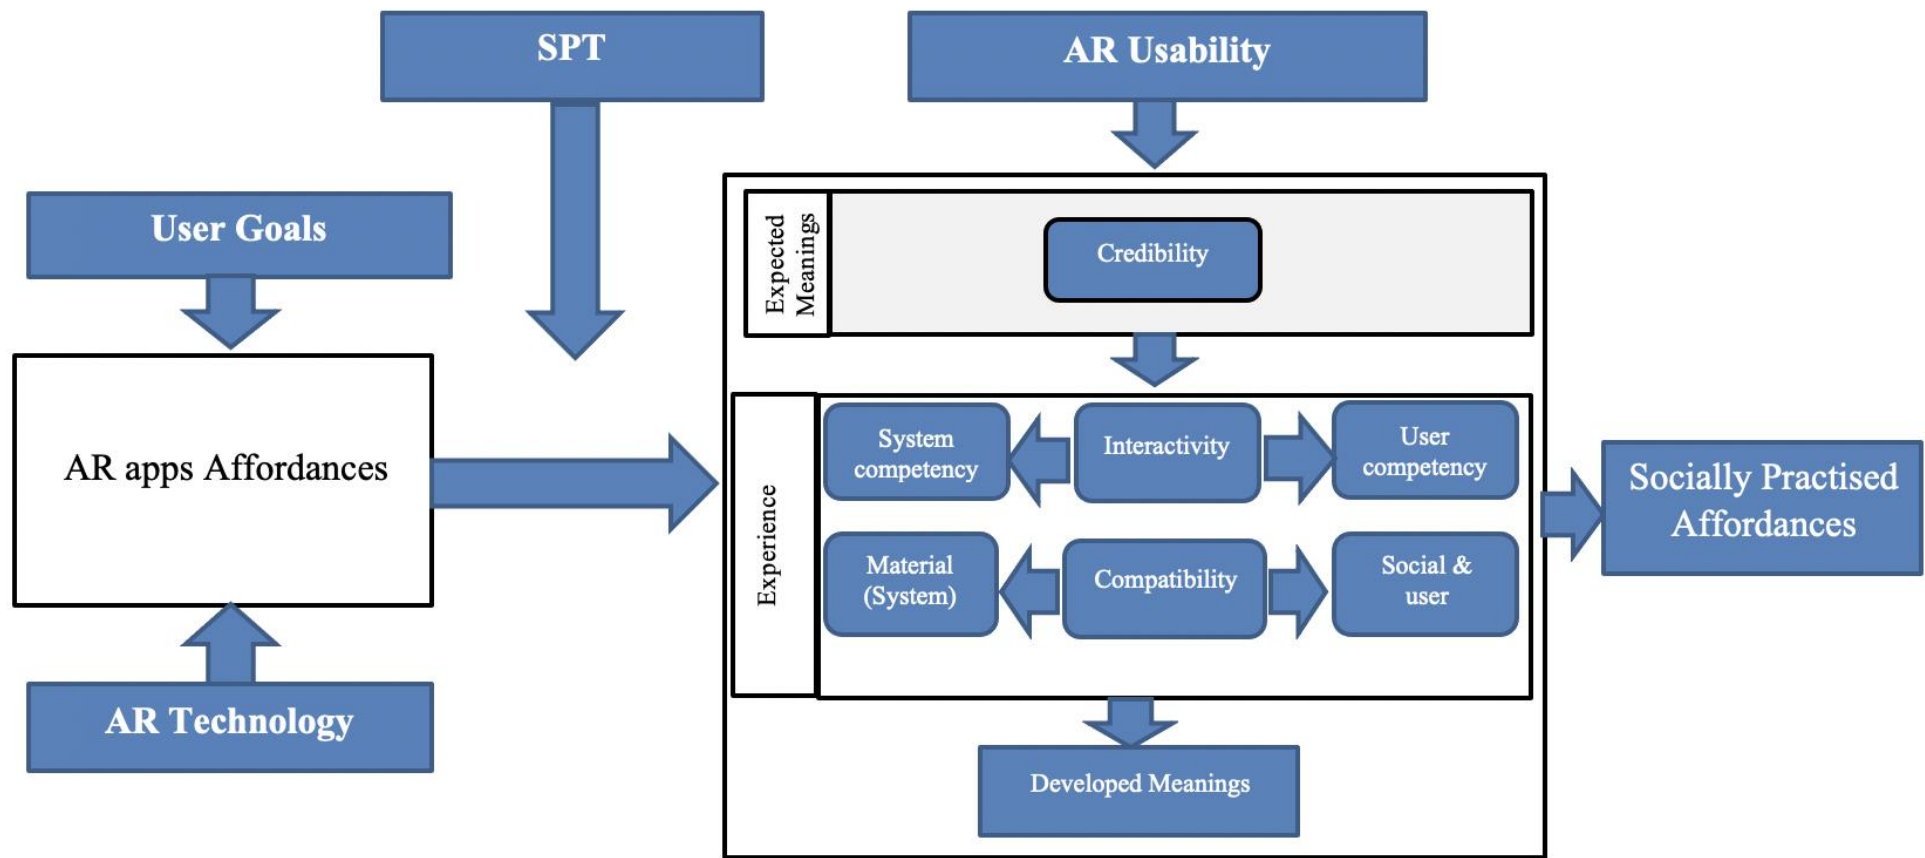 SPT
AR Usability
User Goals
AR apps Affordances
AR Technology
Expected
Meanings
Credibility
Experience
System
competency
Interactivity
User
competency
Material
(System)
Compatibility
Social &
user
Developed Meanings
Socially Practised
Affordances